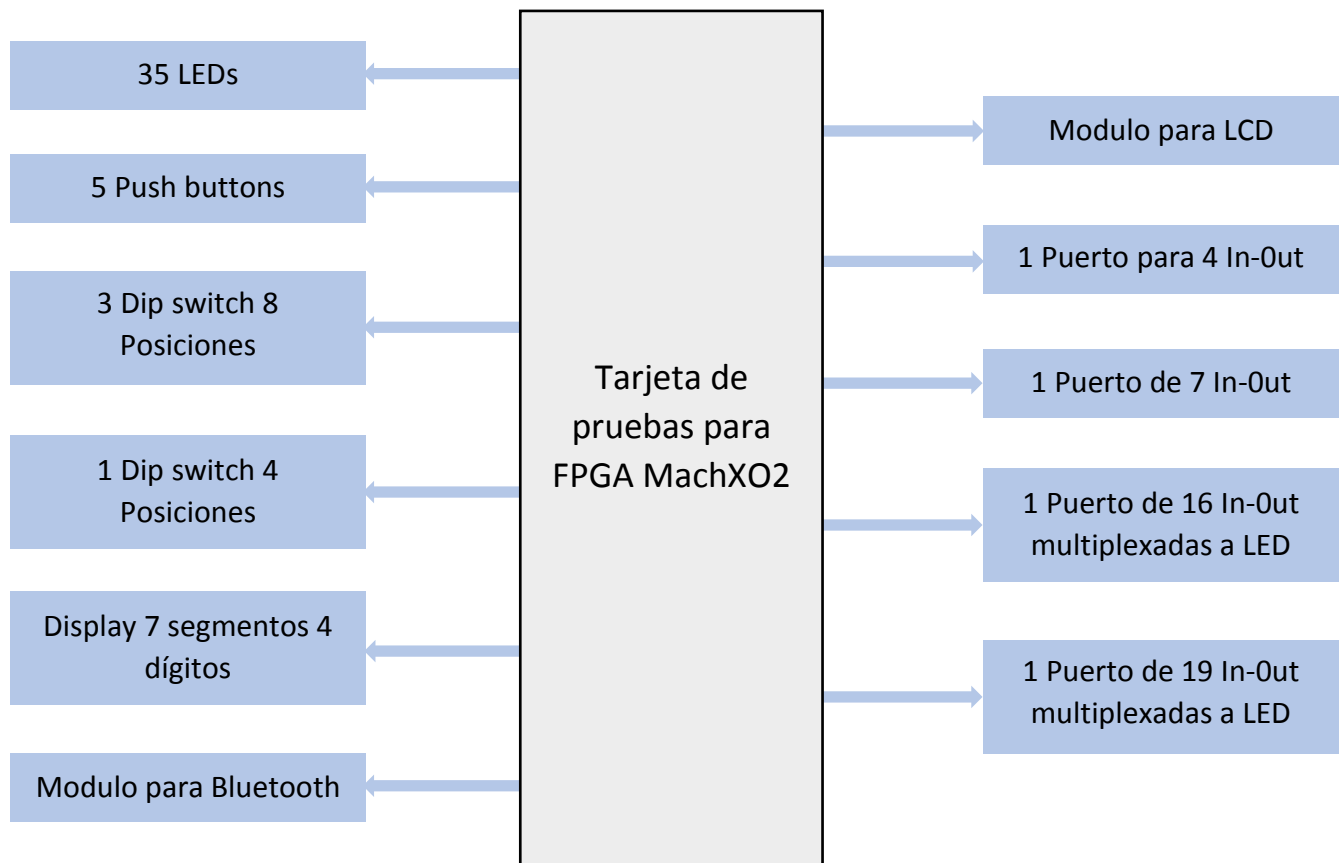 35 LEDs
5 Push buttons
3 Dip switch 8
Posiciones
1 Dip switch 4
Posiciones
Display 7 segmentos 4
dígitos
Modulo para Bluetooth
Tarjeta de
pruebas para
FPGA MachXO2
Modulo para LCD
1 Puerto para 4 In-0ut
1 Puerto de 7 In-0ut
1 Puerto de 16 In-0ut
multiplexadas a LED
1 Puerto de 19 In-0ut
multiplexadas a LED